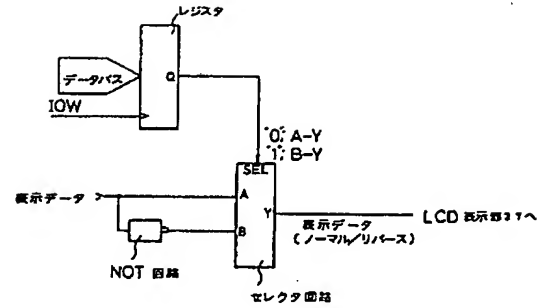 レジスタ
データバス
Q
IOW
"0"; A-Y
"1"; B-Y
SEL
表示データ
A
Y
B
表示データ
(ノーマル/リバース)
LCD 表示部37へ
NOT 回路
セレクタ回路